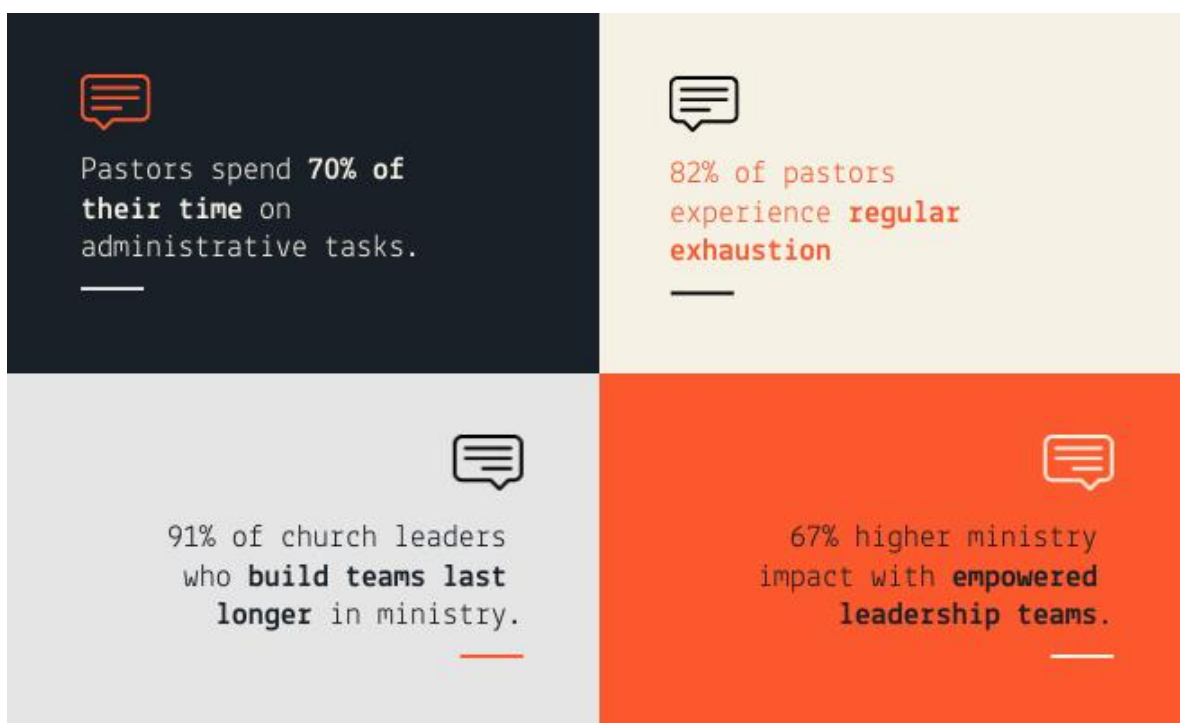 Pastors spend 70% of
their time on
administrative tasks.
82% of pastors
experience regular
exhaustion
91% of church leaders
who build teams last
longer in ministry.
67% higher ministry
impact with empowered
leadership teams.